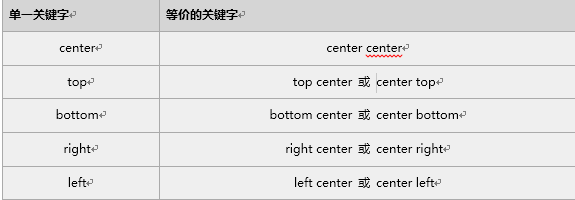 单一关键字 等价的关键字
center center center
top top center 或 center top
bottom bottom center 或 center bottom
right right center 或 center right
left left center 或 center left